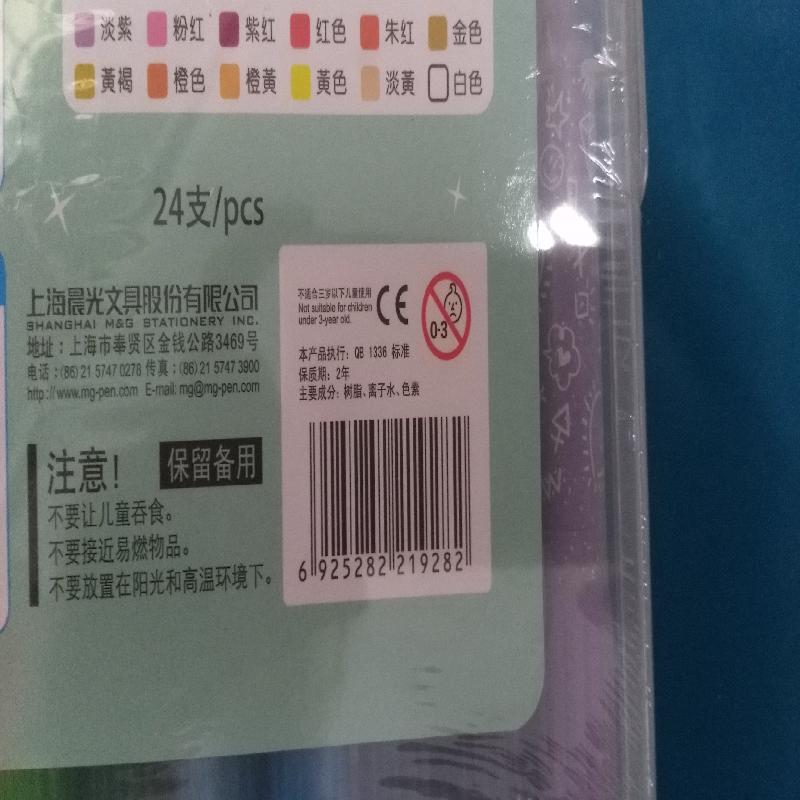 淡紫 粉红 紫红 红色 朱红 金色
黄褐 橙色 橙黄 黄色 淡黄 白色
24支/pcs
上海晨光文具股份有限公司
SHANGHAI M&G STATIONERY INC.
地址：上海市奉贤区金钱公路3469号
电话：(86)21 5747 0278 传真：(86)21 5747 3900
http://www.mg-pen.com E-mail: mg@mg-pen.com
注意！ 保留备用
不要让儿童吞食。
不要接近易燃物品。
不要放置在阳光和高温环境下。
不适合三岁以下儿童使用
Not suitable for children
under 3-year old.
CE
0-3
本产品执行：QB 1336 标准
保质期：2年
主要成分：树脂、离子水、色素
6 925282 219282